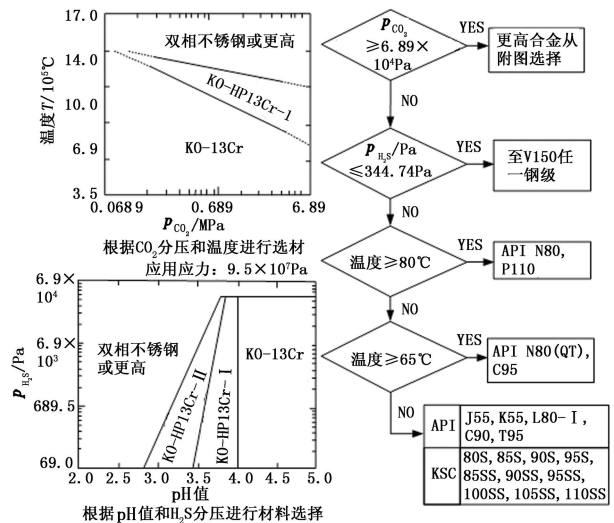 17.0
14.0
10.0
6.9
3.5
温度T/10⁵℃
双相不锈钢或更高
KO-HP13Cr-Ⅰ
KO-13Cr
0.0689
0.689
6.89
p_CO₂/MPa
根据CO₂分压和温度进行选材
应用应力: 9.5×10⁷Pa
6.9×
10⁴
6.9×
10³
689.5
69.0
p_H₂S/Pa
双相不锈钢
或更高
KO-HP13Cr-Ⅱ
KO-HP13Cr-Ⅰ
KO-13Cr
2.0
2.5
3.0
3.5
4.0
4.5
5.0
pH值
根据pH值和H₂S分压进行材料选择
p_CO₂
≥6.89×
10⁴Pa
YES
更高合金从
附图选择
NO
p_H₂S/Pa
≤344.74Pa
YES
至V150任
一钢级
NO
温度≥80℃
YES
API N80,
P110
NO
温度≥65℃
YES
API N80(QT),
C95
NO
API
J55, K55, L80-Ⅰ,
C90, T95
KSC
80S, 85S, 90S, 95S,
85SS, 90SS, 95SS,
100SS, 105SS, 110SS